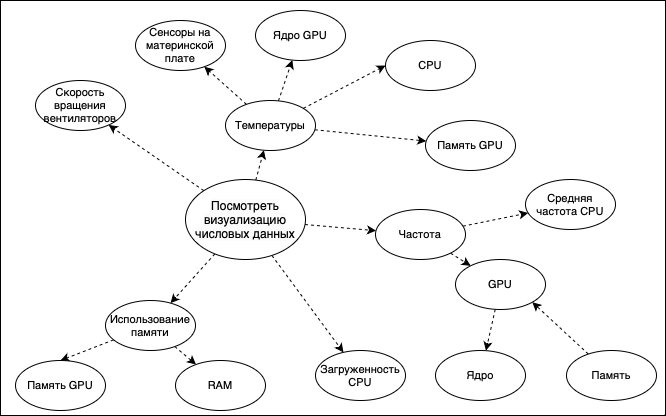 Сенсоры на
материнской
плате
Ядро GPU
CPU
Скорость
вращения
вентиляторов
Температуры
Память GPU
Посмотреть
визуализацию
числовых данных
Средняя
частота CPU
Частота
GPU
Использование
памяти
Память GPU
RAM
Загруженность
CPU
Ядро
Память